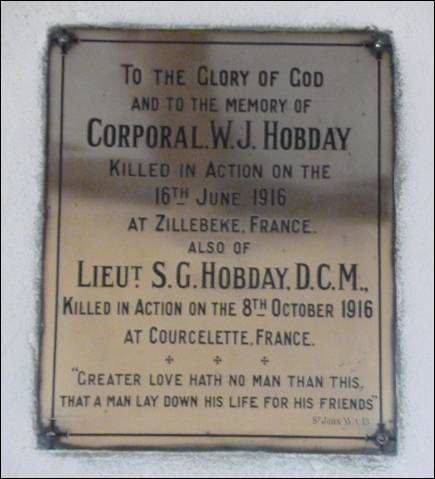 TO THE GLORY OF GOD
AND TO THE MEMORY OF
CORPORAL. W. J. HOBDAY
KILLED IN ACTION ON THE
16TH JUNE 1916
AT ZILLEBEKE, FRANCE.
ALSO OF
LIEUT. S. G. HOBDAY, D.C.M.,
KILLED IN ACTION ON THE 8TH OCTOBER 1916
AT COURCELETTE, FRANCE.
"GREATER LOVE HATH NO MAN THAN THIS,
THAT A MAN LAY DOWN HIS LIFE FOR HIS FRIENDS"
St. JOHN